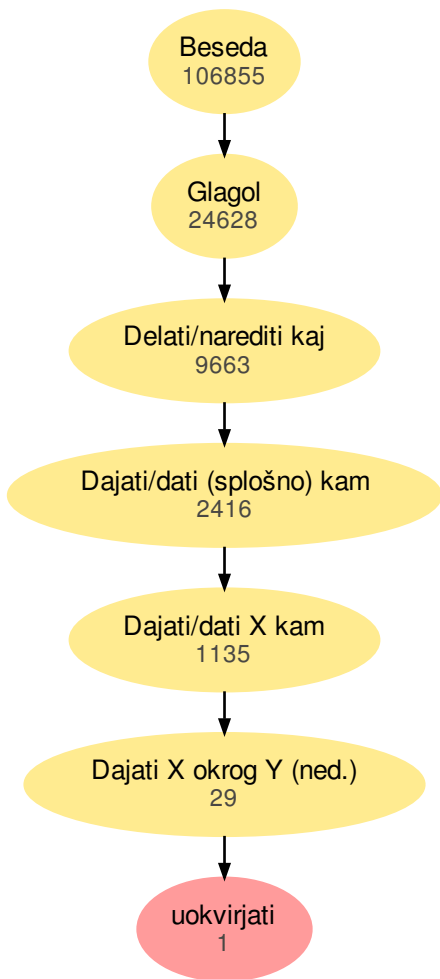 Beseda
106855
Glagol
24628
Delati/narediti kaj
9663
Dajati/dati (splošno) kam
2416
Dajati/dati X kam
1135
Dajati X okrog Y (ned.)
29
uokvirjati
1